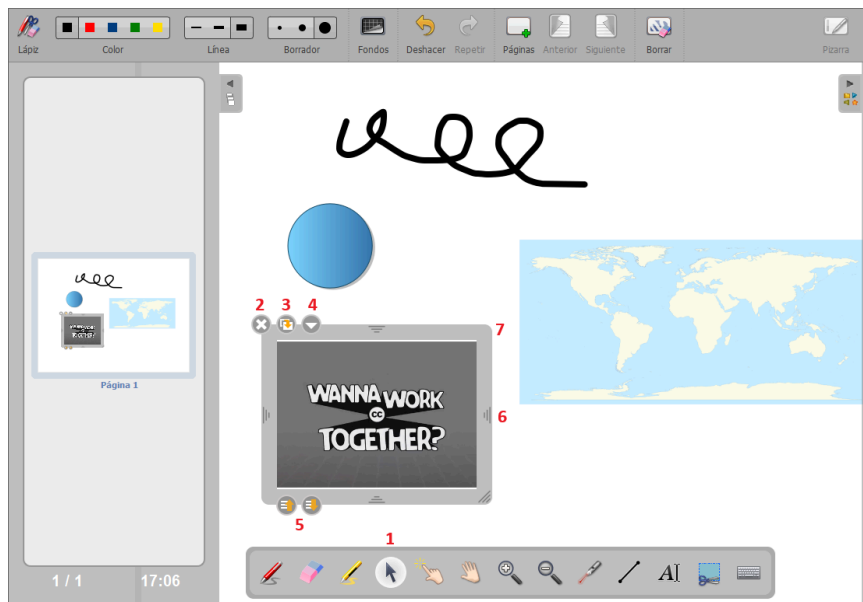 Lápiz Color Línea Borrador Fondos Deshacer Repetir Páginas Anterior Siguiente Borrar Pizarra
2 3 4
7
WANNA WORK
CC
TOGETHER?
6
Página 1
5
1
1 / 1 17:06
AI